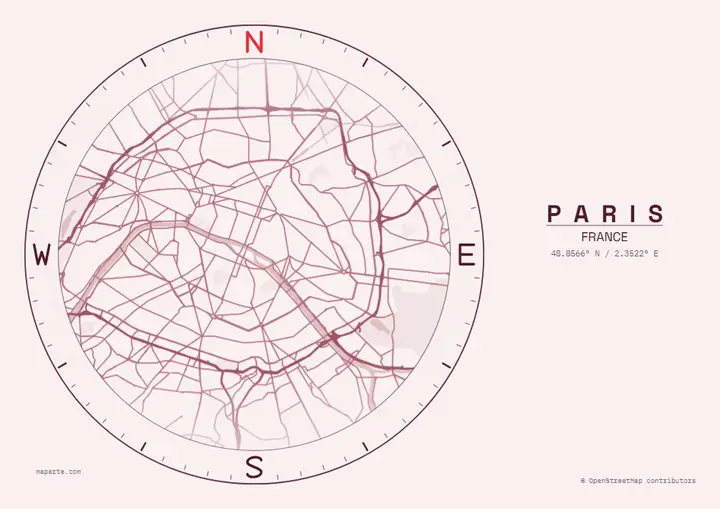 N
W
E
S
PARIS
FRANCE
48.8566° N / 2.3522° E
maparte.com
© OpenStreetMap contributors